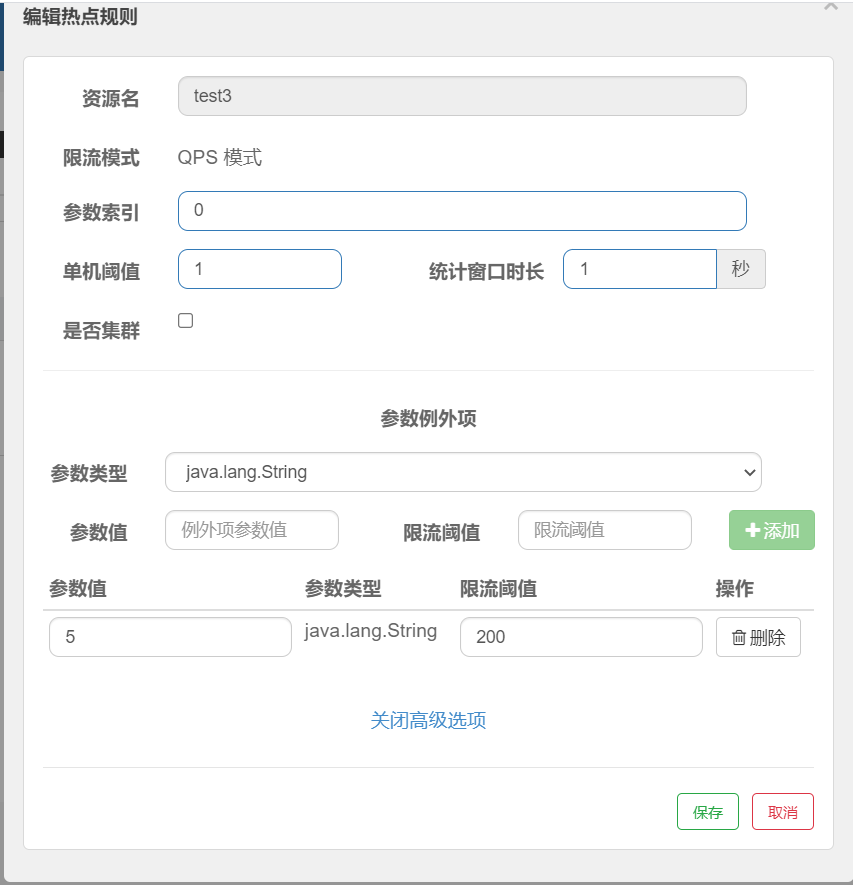 编辑热点规则
资源名 test3
限流模式 QPS 模式
参数索引 0
单机阈值 1 统计窗口时长 1 秒
是否集群
参数例外项
参数类型 java.lang.String
参数值 例外项参数值 限流阈值 限流阈值 添加
参数值 参数类型 限流阈值 操作
5 java.lang.String 200 删除
关闭高级选项
保存 取消